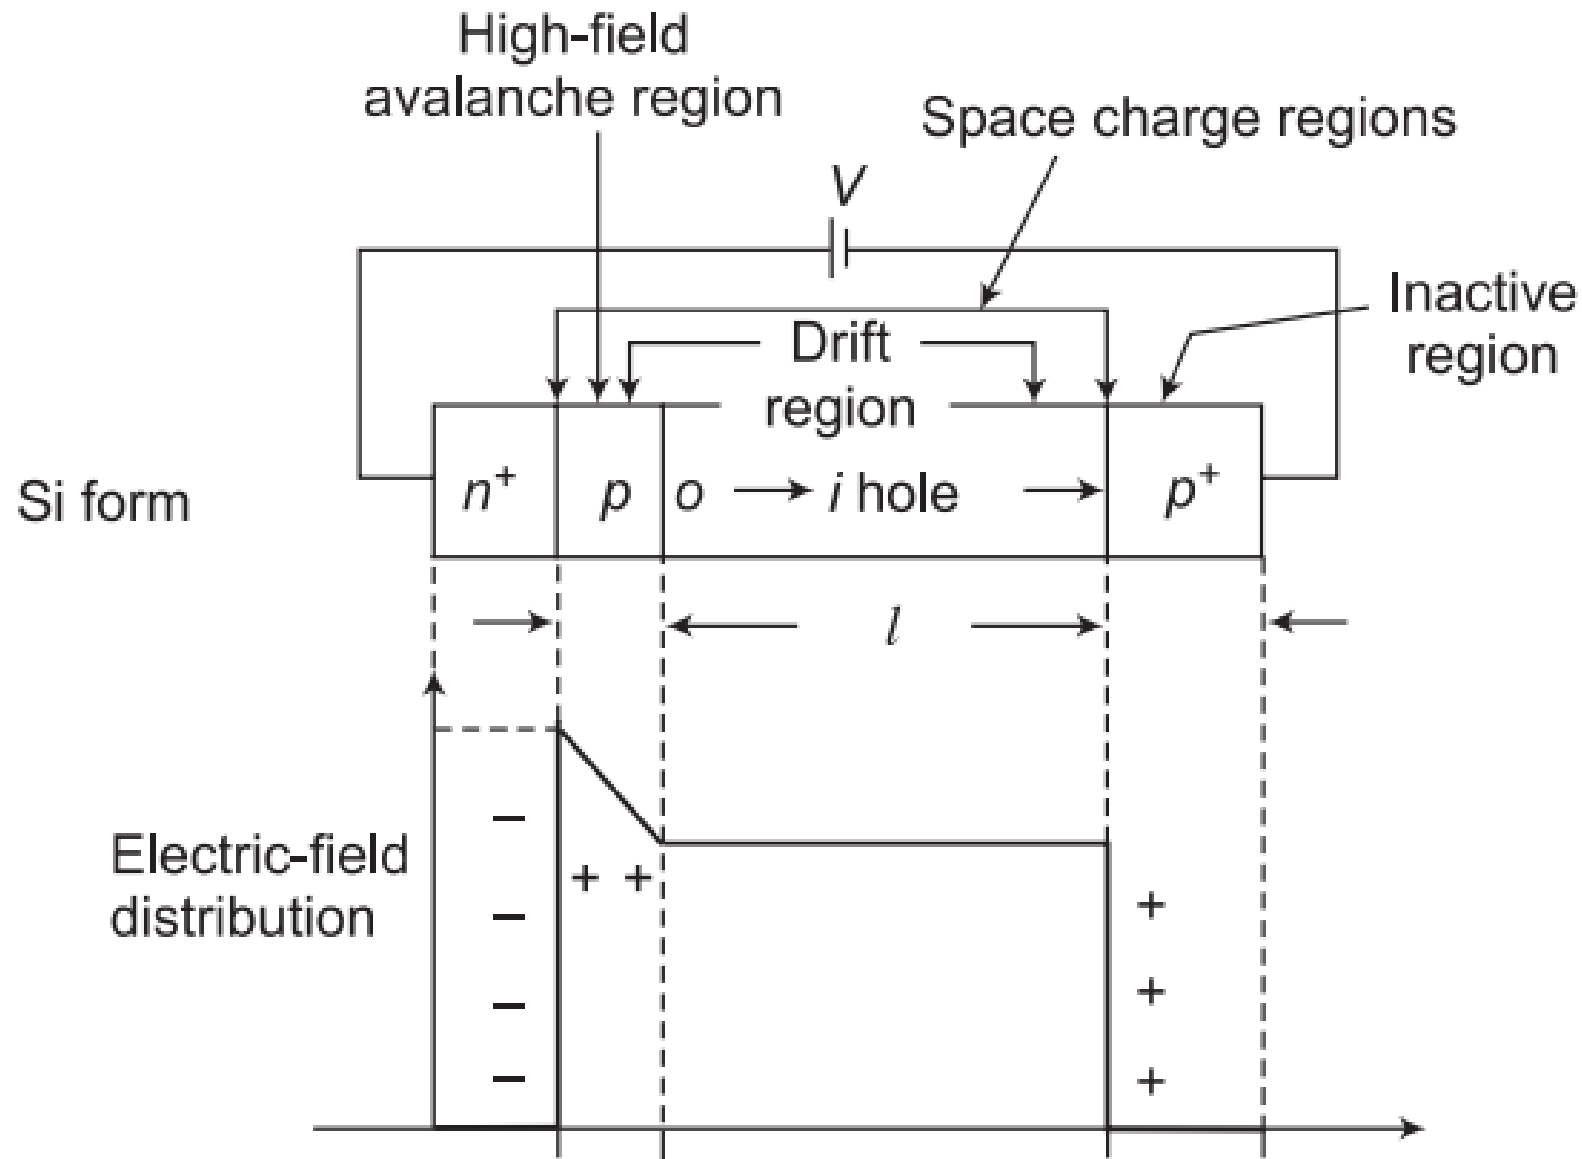 High-field
avalanche region
Space charge regions
V
Inactive
region
Drift
region
Si form
n⁺
p
o
i hole
p⁺
l
Electric-field
distribution
− + + +
− +
− +
− +